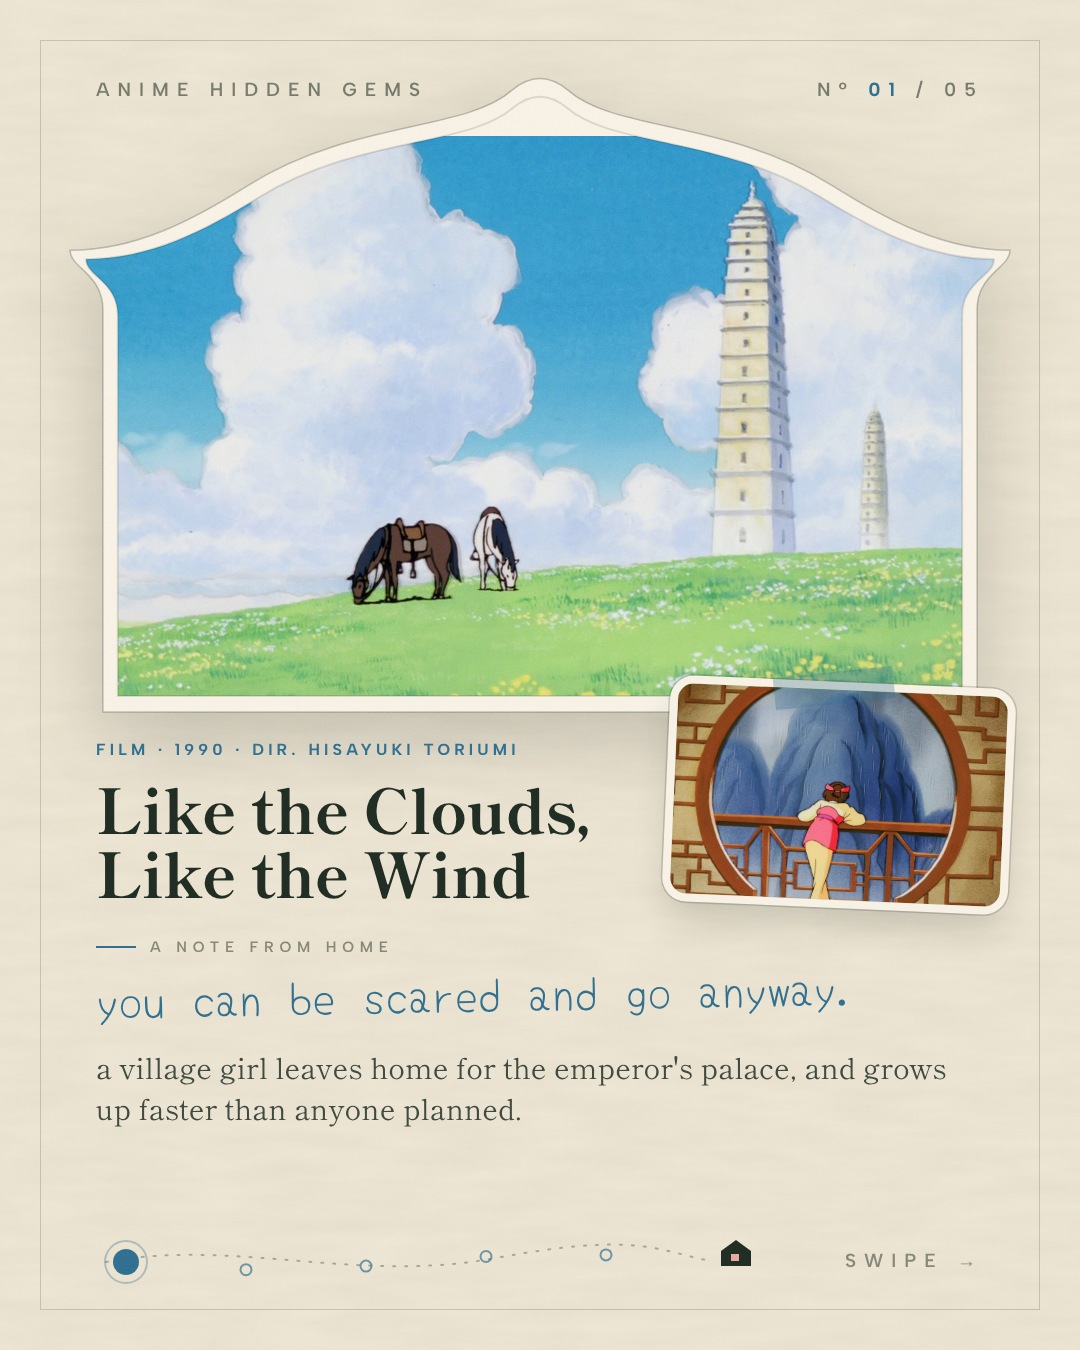 ANIME HIDDEN GEMS
N° 01 / 05
FILM · 1990 · DIR. HISAYUKI TORIUMI
Like the Clouds,
Like the Wind
A NOTE FROM HOME
you can be scared and go anyway.
a village girl leaves home for the emperor's palace, and grows
up faster than anyone planned.
SWIPE →